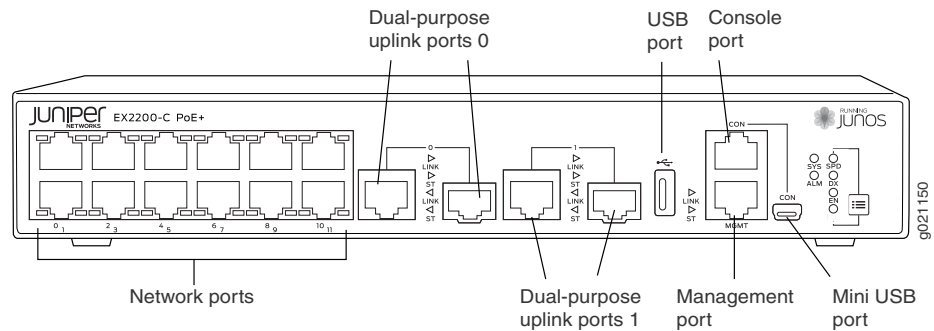 Dual-purpose
uplink ports 0
USB
port
Console
port
JUNIPER
NETWORKS
EX2200-C PoE+
RUNNING
JUNOS
CON
0
1
LINK
ST
LINK
ST
LINK
ST
LINK
ST
LINK
ST
SYS
ALM
SPD
DX
EN
CON
MGMT
0 1
2 3
4 5
6 7
8 9
10 11
g021150
Network ports
Dual-purpose
uplink ports 1
Management
port
Mini USB
port